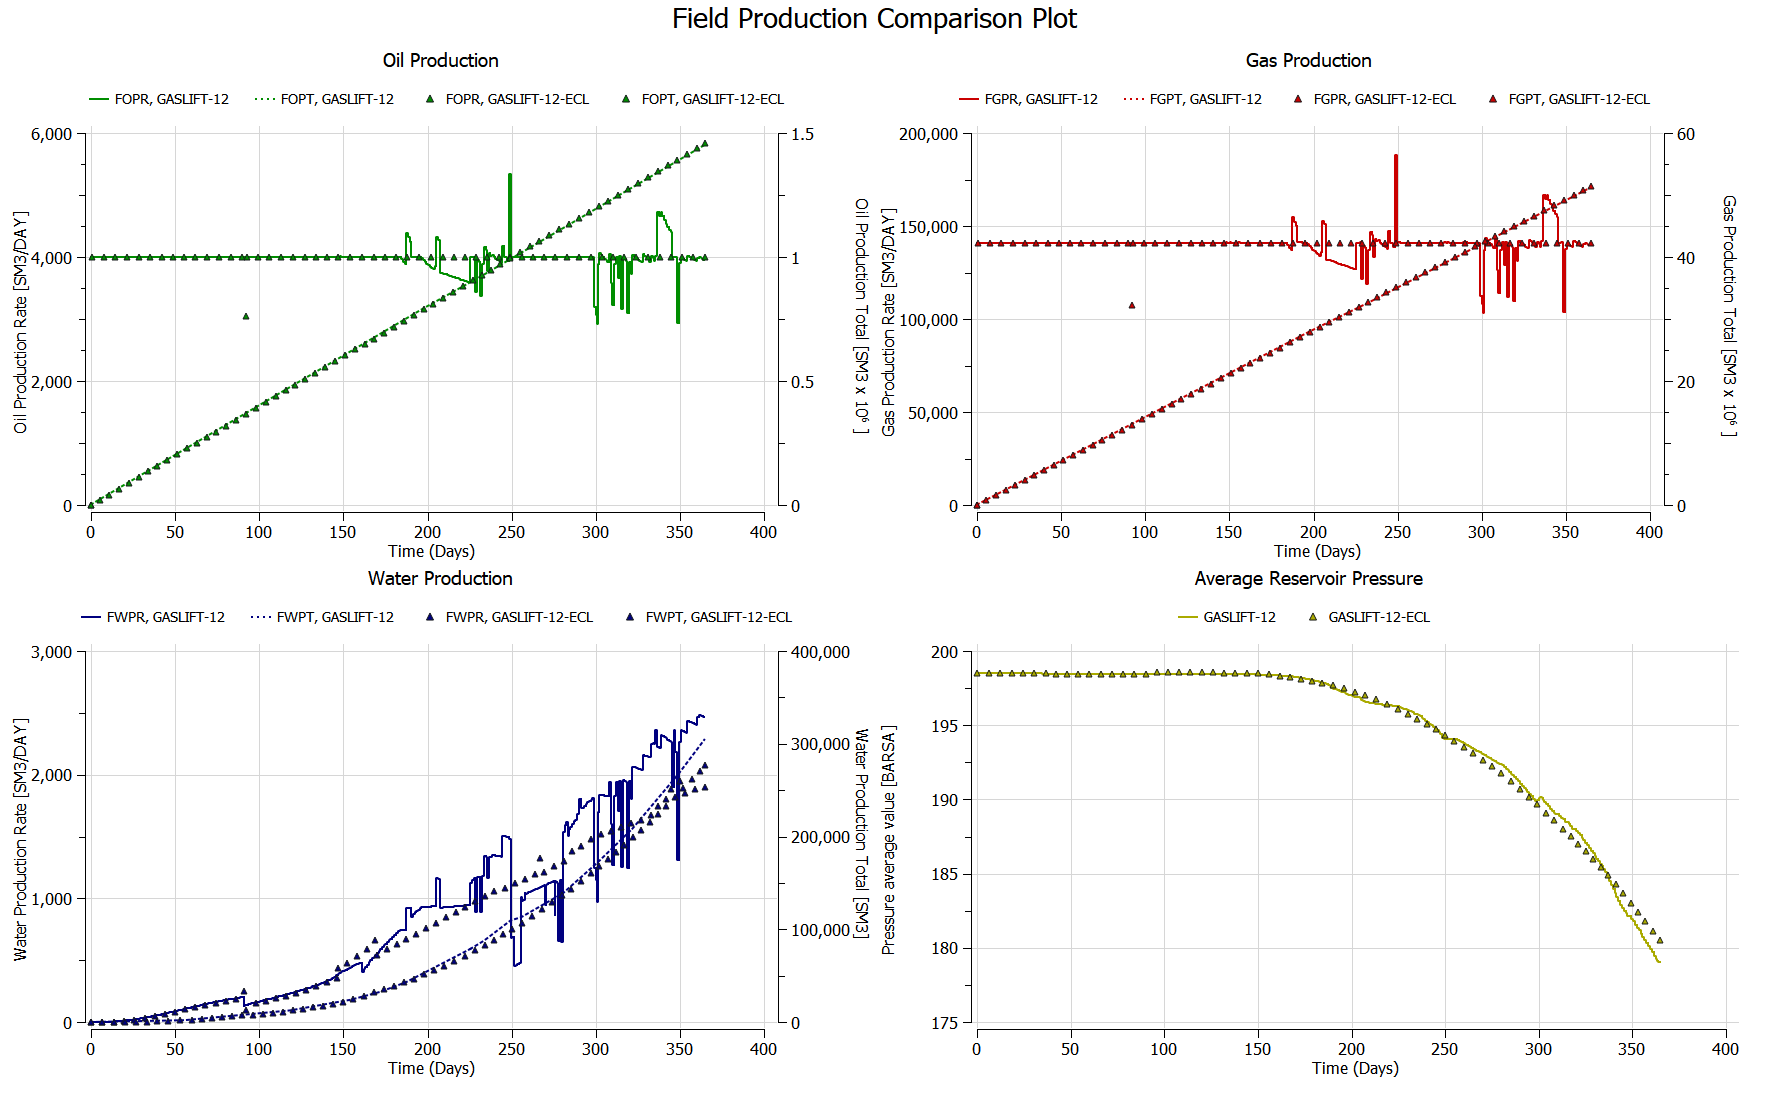 Field Production Comparison Plot
Oil Production
FOPR, GASLIFT-12 FOPT, GASLIFT-12 FOPR, GASLIFT-12-ECL FOPT, GASLIFT-12-ECL
6,000
4,000
2,000
0
Oil Production Rate [SM3/DAY]
1.5
1
0.5
0
Oil Production Total [SM3 x 10⁶ ]
0 50 100 150 200 250 300 350 400
Time (Days)
Gas Production
FGPR, GASLIFT-12 FGPT, GASLIFT-12 FGPR, GASLIFT-12-ECL FGPT, GASLIFT-12-ECL
200,000
150,000
100,000
50,000
0
Gas Production Rate [SM3/DAY]
60
40
20
0
Gas Production Total [SM3 x 10⁶ ]
0 50 100 150 200 250 300 350 400
Time (Days)
Water Production
FWPR, GASLIFT-12 FWPT, GASLIFT-12 FWPR, GASLIFT-12-ECL FWPT, GASLIFT-12-ECL
3,000
2,000
1,000
0
Water Production Rate [SM3/DAY]
400,000
300,000
200,000
100,000
0
Water Production Total [SM3]
0 50 100 150 200 250 300 350 400
Time (Days)
Average Reservoir Pressure
GASLIFT-12 GASLIFT-12-ECL
200
195
190
185
180
175
Pressure average value [BARSA]
0 50 100 150 200 250 300 350 400
Time (Days)